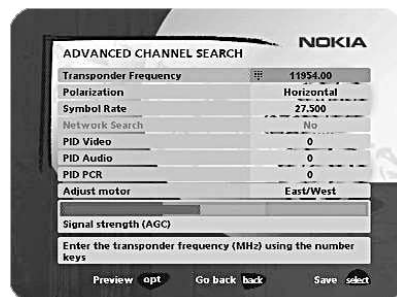 NOKIA
ADVANCED CHANNEL SEARCH
Transponder Frequency 11954.00
Polarization Horizontal
Symbol Rate 27.500
Network Search No
PID Video 0
PID Audio 0
PID PCR 0
Adjust motor East/West
Signal strength (AGC)
Enter the transponder frequency (MHz) using the number
keys
Preview opt Go back back Save select